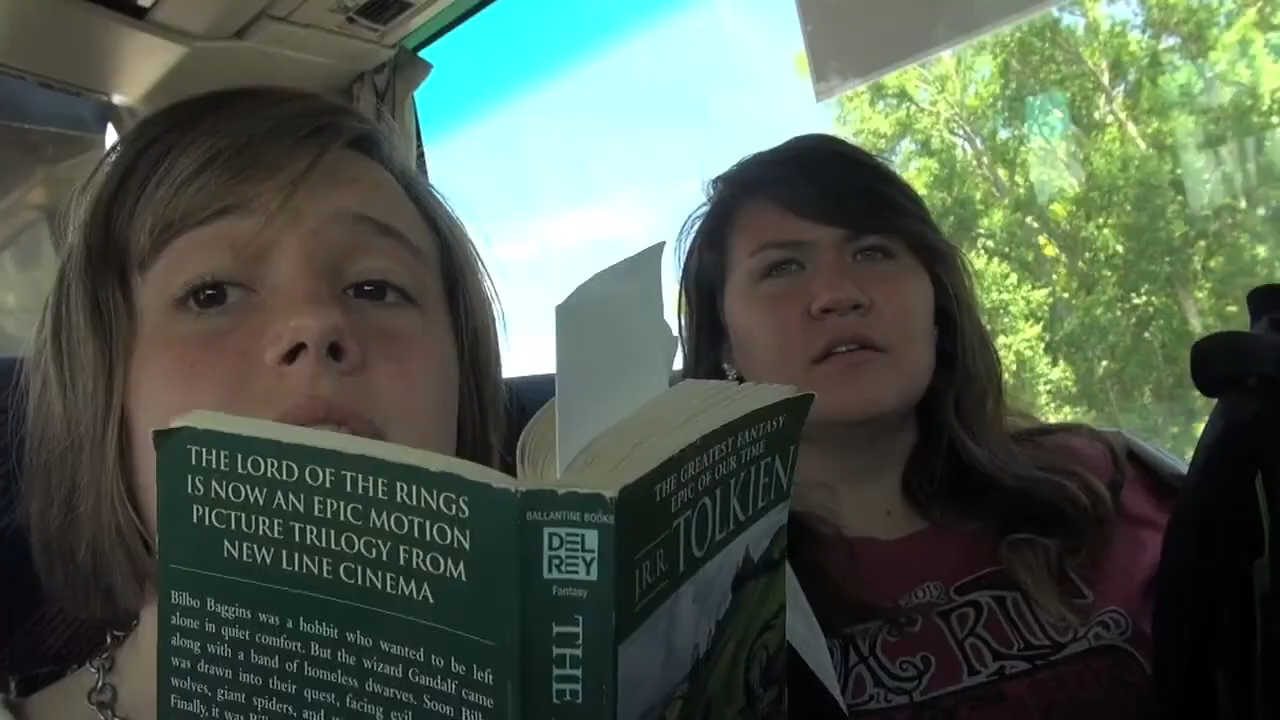 THE LORD OF THE RINGS
IS NOW AN EPIC MOTION
PICTURE TRILOGY FROM
NEW LINE CINEMA
Bilbo Baggins was a hobbit who wanted to be left
alone in quiet comfort. But the wizard Gandalf came
along with a band of homeless dwarves. Soon
was drawn into their quest, facing evil
wolves, giant spiders, and
Finally, it was
BALLANTINE BOOKS
DEL
REY
Fantasy
THE
THE GREATEST FANTASY
EPIC OF OUR TIME
J.R.R. TOLKIEN
2012